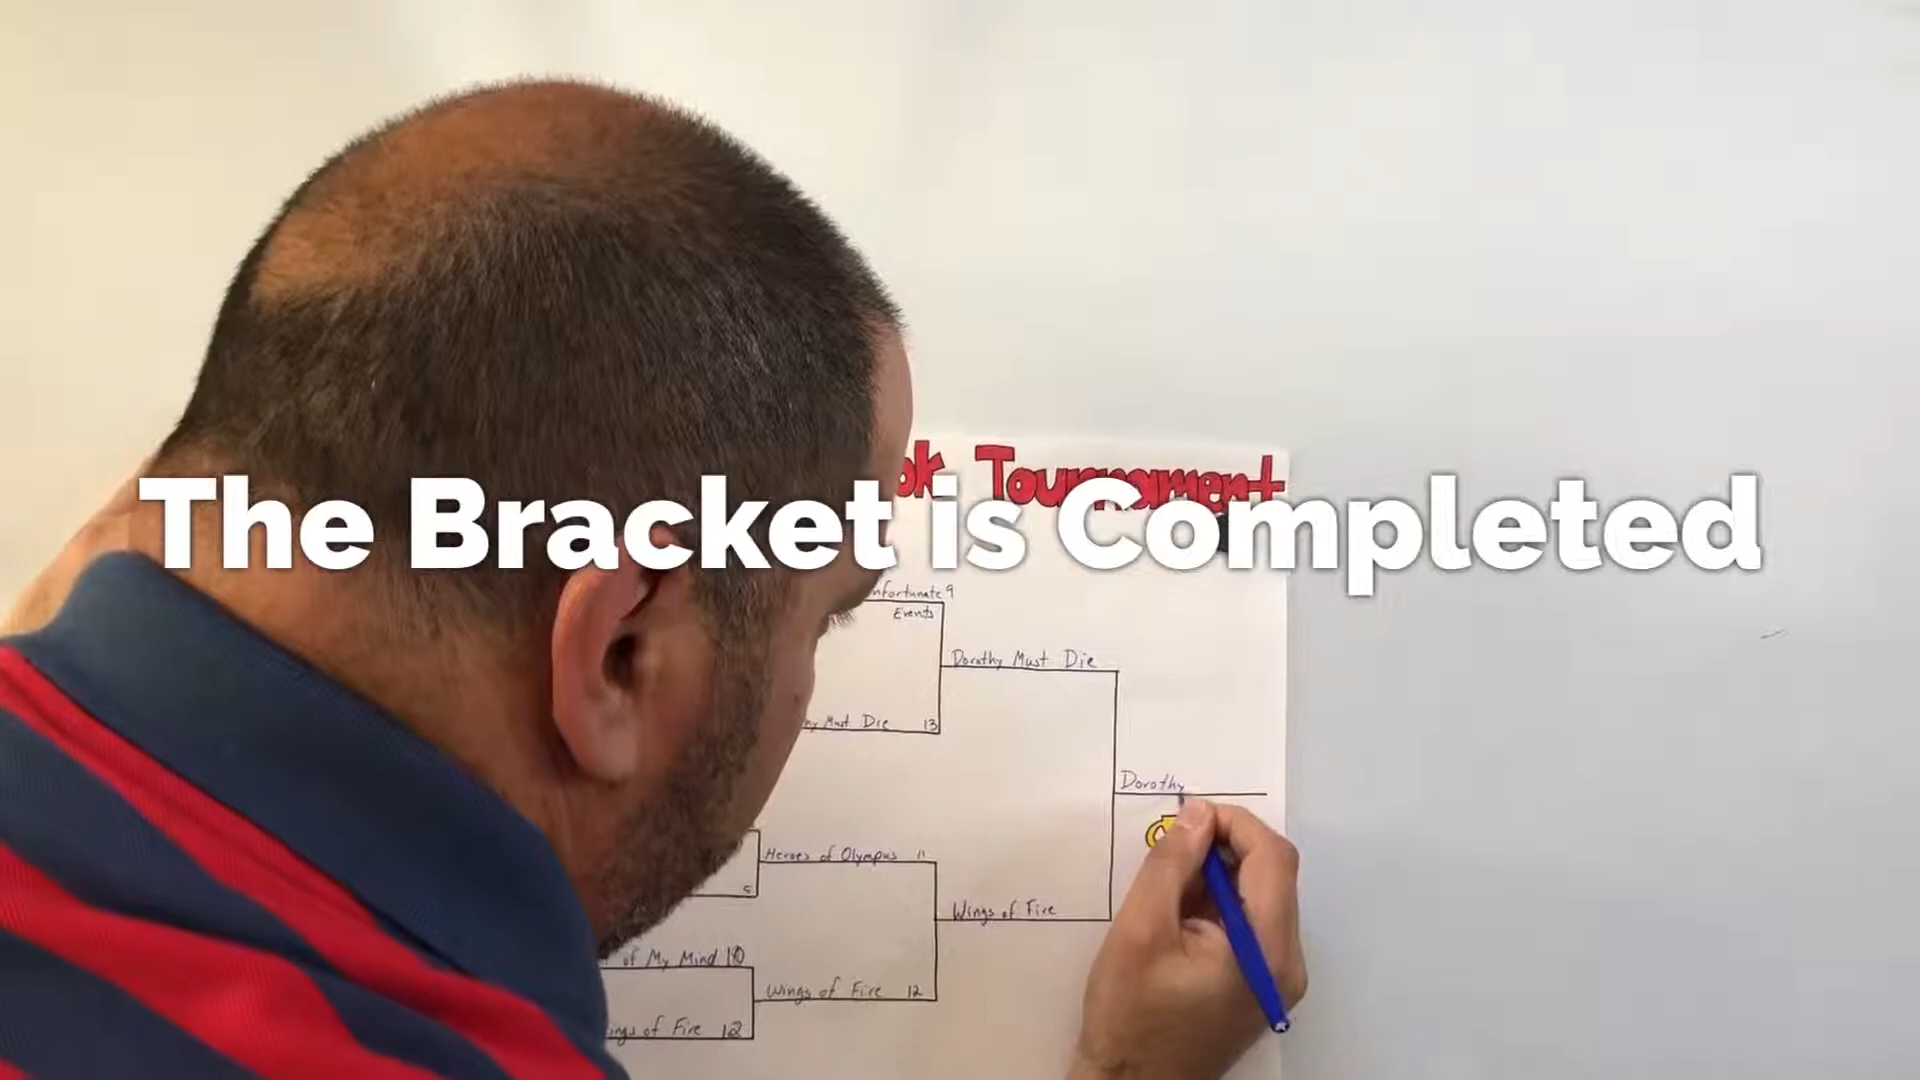 Tournament
The Bracket is Completed
Events
Dorothy Must Die
Must Die 13
Dorothy
Heroes of Olympus 11
5
Wings of Fire
of My Mind 10
Wings of Fire 12
of Fire 12